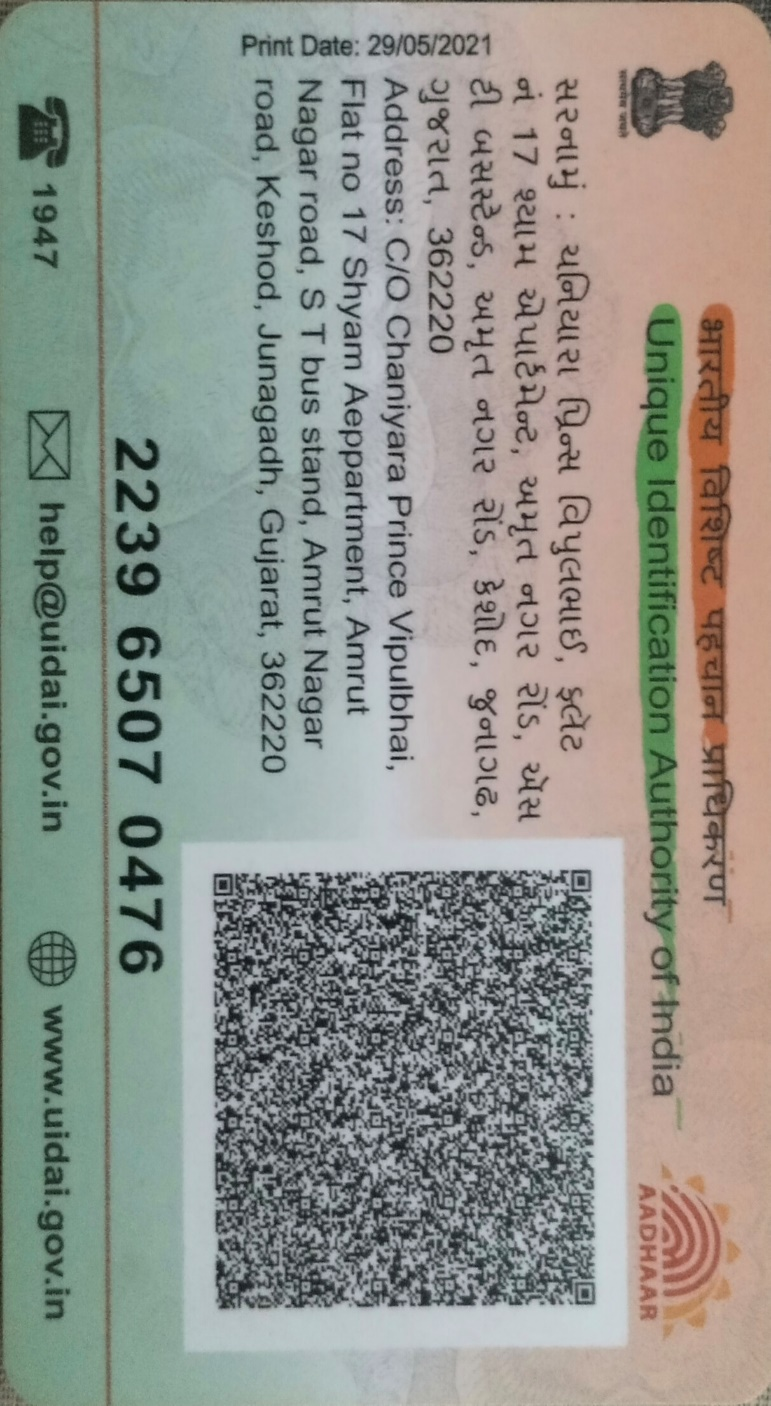 भारतीय विशिष्ट पहचान प्राधिकरण
Unique Identification Authority of India
AADHAAR
सत्यमेव जयते
Print Date: 29/05/2021
સરનામું : ચનિયારા પ્રિન્સ વિપુલભાઈ, ફ્લેટ
નં 17 શ્યામ એપાર્ટમેન્ટ, અમૃત નગર રોડ, એસ
ટી બસસ્ટેન્ડ, અમૃત નગર રોડ, કેશોદ, જુનાગઢ,
ગુજરાત, 362220
Address: C/O Chaniyara Prince Vipulbhai,
Flat no 17 Shyam Aeppartment, Amrut
Nagar road, S T bus stand, Amrut Nagar
road, Keshod, Junagadh, Gujarat, 362220
2239 6507 0476
1947
help@uidai.gov.in
www.uidai.gov.in